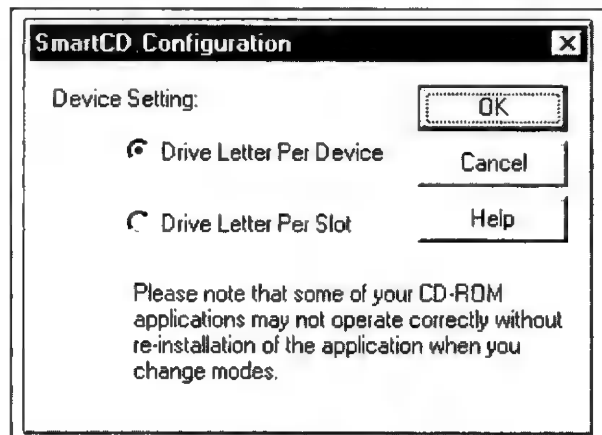 SmartCD Configuration
Device Setting:
OK
Drive Letter Per Device
Cancel
Drive Letter Per Slot
Help
Please note that some of your CD-ROM
applications may not operate correctly without
re-installation of the application when you
change modes.